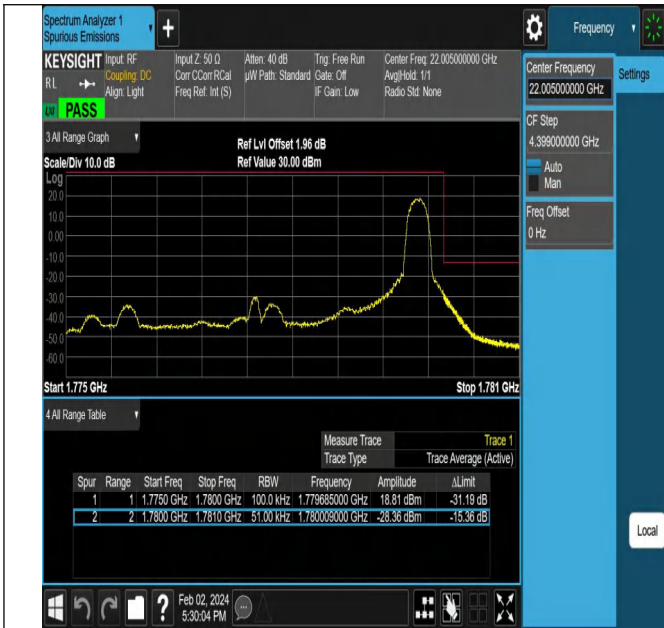 Spectrum Analyzer 1
Spurious Emissions
Frequency
KEYSIGHT
RL
Input: RF
Coupling: DC
Align: Light
Input Z: 50 Ω
Corr CCorr RCal
Freq Ref: Int (S)
Atten: 40 dB
µW Path: Standard
Trig: Free Run
Gate: Off
IF Gain: Low
Center Freq: 22.005000000 GHz
Avg|Hold: 1/1
Radio Std: None
PASS
Center Frequency
22.005000000 GHz
Settings
CF Step
4.399000000 GHz
Auto
Man
Freq Offset
0 Hz
3 All Range Graph
Scale/Div 10.0 dB
Ref Lvl Offset 1.96 dB
Ref Value 30.00 dBm
Log
20.0
10.0
0.00
-10.0
-20.0
-30.0
-40.0
-50.0
-60.0
Start 1.775 GHz
Stop 1.781 GHz
4 All Range Table
Measure Trace Trace 1
Trace Type Trace Average (Active)
Spur Range Start Freq Stop Freq RBW Frequency Amplitude ΔLimit
1 1 1.7750 GHz 1.7800 GHz 100.0 kHz 1.779685000 GHz 18.81 dBm -31.19 dB
2 2 1.7800 GHz 1.7810 GHz 51.00 kHz 1.780009000 GHz -28.36 dBm -15.36 dB
Local
?
Feb 02, 2024
5:30:04 PM